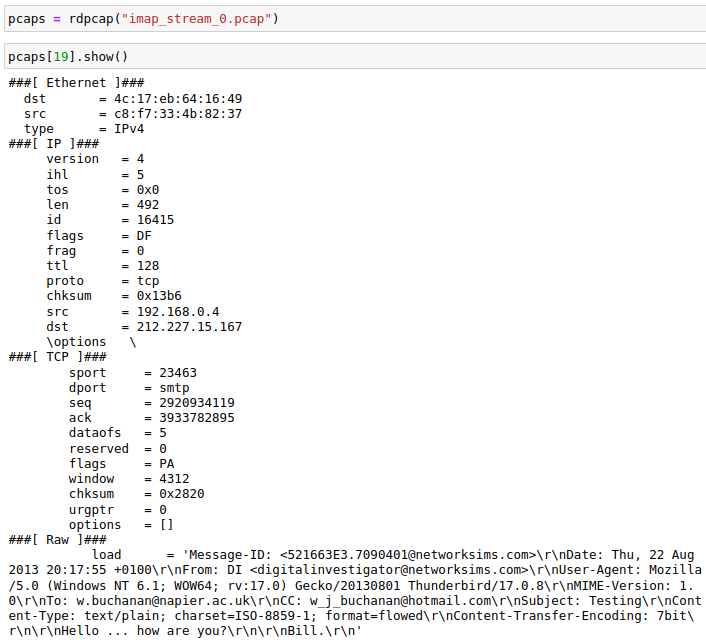 pcaps = rdpcap("imap_stream_0.pcap")
pcaps[19].show()
###[ Ethernet ]###
  dst       = 4c:17:eb:64:16:49
  src       = c8:f7:33:4b:82:37
  type      = IPv4
###[ IP ]###
     version   = 4
     ihl       = 5
     tos       = 0x0
     len       = 492
     id        = 16415
     flags     = DF
     frag      = 0
     ttl       = 128
     proto     = tcp
     chksum    = 0x13b6
     src       = 192.168.0.4
     dst       = 212.227.15.167
     \options   \
###[ TCP ]###
        sport     = 23463
        dport     = smtp
        seq       = 2920934119
        ack       = 3933782895
        dataofs   = 5
        reserved  = 0
        flags     = PA
        window    = 4312
        chksum    = 0x2820
        urgptr    = 0
        options   = []
###[ Raw ]###
           load      = 'Message-ID: <521663E3.7090401@networksims.com>\r\nDate: Thu, 22 Aug
2013 20:17:55 +0100\r\nFrom: DI <digitalinvestigator@networksims.com>\r\nUser-Agent: Mozilla
/5.0 (Windows NT 6.1; WOW64; rv:17.0) Gecko/20130801 Thunderbird/17.0.8\r\nMIME-Version: 1.
0\r\nTo: w.buchanan@napier.ac.uk\r\nCC: w_j_buchanan@hotmail.com\r\nSubject: Testing\r\nCont
ent-Type: text/plain; charset=ISO-8859-1; format=flowed\r\nContent-Transfer-Encoding: 7bit\
r\n\r\nHello ... how are you?\r\n\r\nBill.\r\n'